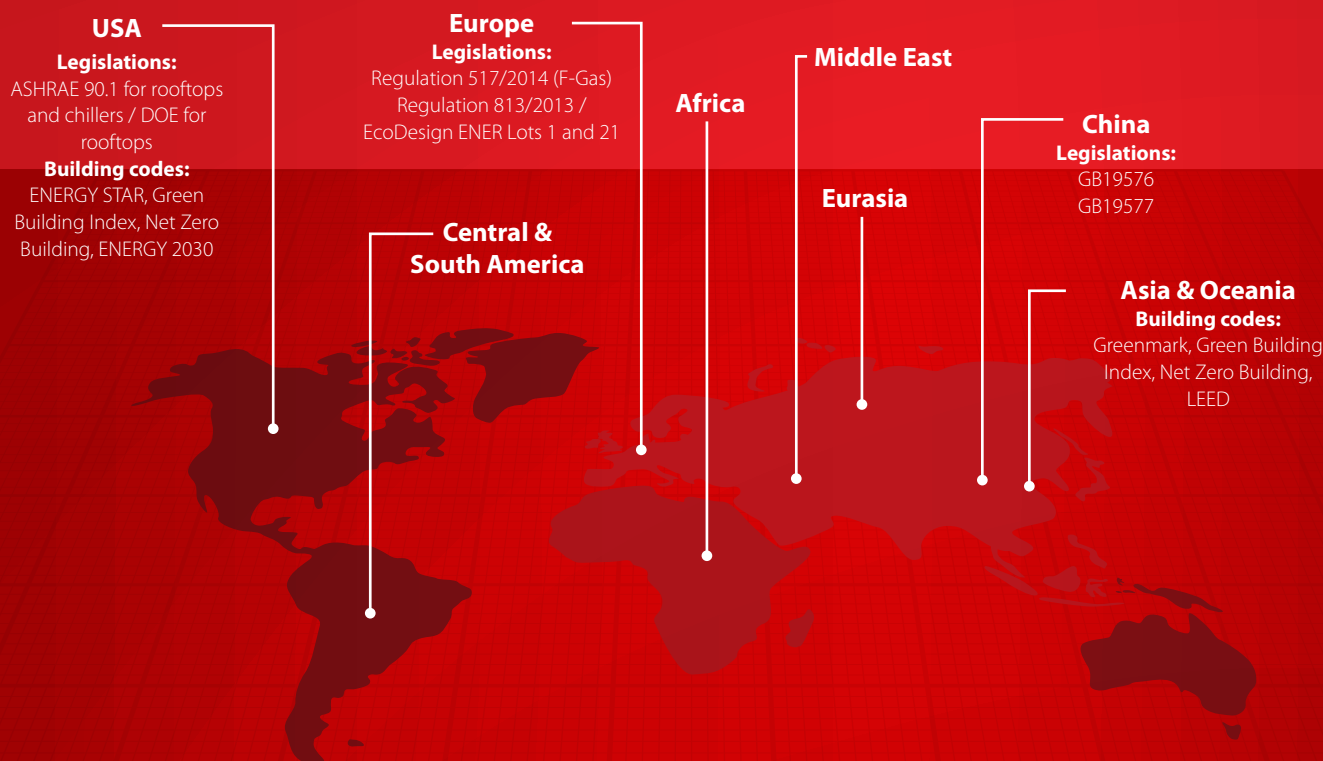 USA
Legislations:
ASHRAE 90.1 for rooftops
and chillers / DOE for
rooftops
Building codes:
ENERGY STAR, Green
Building Index, Net Zero
Building, ENERGY 2030
Europe
Legislations:
Regulation 517/2014 (F-Gas)
Regulation 813/2013 /
EcoDesign ENER Lots 1 and 21
Central &
South America
Africa
Middle East
Eurasia
China
Legislations:
GB19576
GB19577
Asia & Oceania
Building codes:
Greenmark, Green Building
Index, Net Zero Building,
LEED